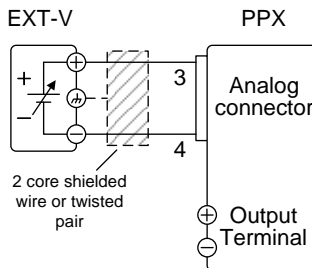 EXT-V
PPX
3
Analog
connector
4
2 core shielded
wire or twisted
pair
Output
Terminal